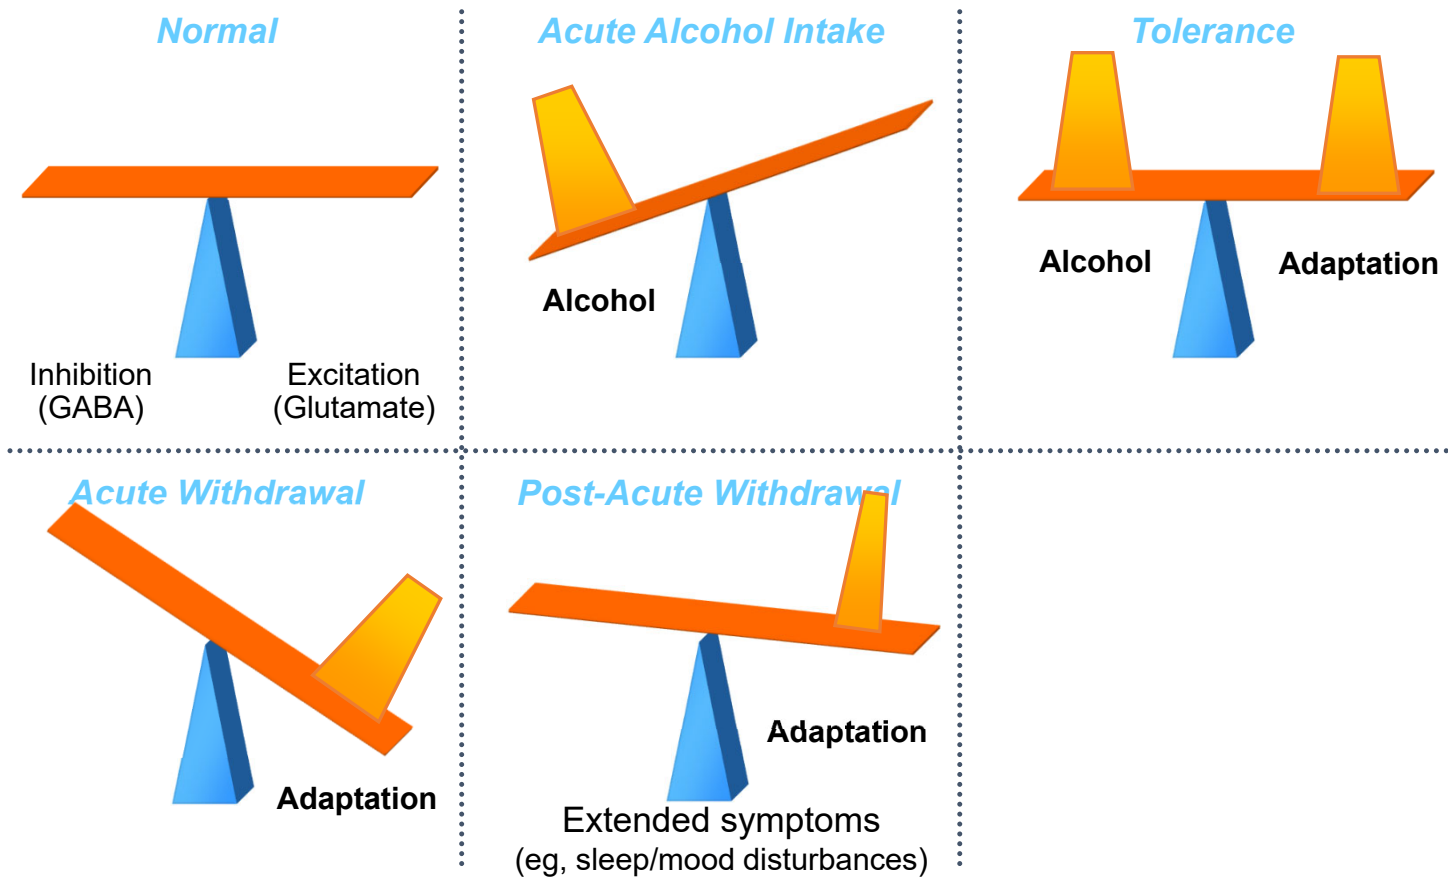 Normal
Acute Alcohol Intake
Tolerance
Alcohol
Alcohol
Adaptation
Inhibition
(GABA)
Excitation
(Glutamate)
Acute Withdrawal
Post-Acute Withdrawal
Adaptation
Adaptation
Extended symptoms
(eg, sleep/mood disturbances)